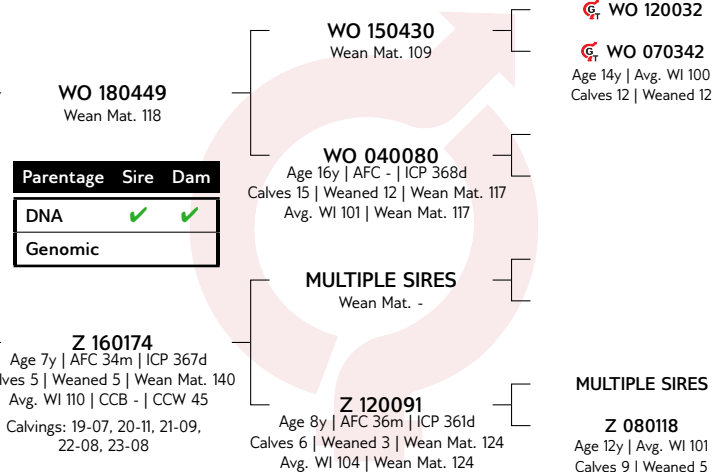 WO 180449
Wean Mat. 118
Parentage Sire Dam
DNA ✔ ✔
Genomic
Z 160174
Age 7y | AFC 34m | ICP 367d
lves 5 | Weaned 5 | Wean Mat. 140
Avg. WI 110 | CCB - | CCW 45
Calvings: 19-07, 20-11, 21-09,
22-08, 23-08
WO 150430
Wean Mat. 109
WO 040080
Age 16y | AFC - | ICP 368d
Calves 15 | Weaned 12 | Wean Mat. 117
Avg. WI 101 | Wean Mat. 117
MULTIPLE SIRES
Wean Mat. -
Z 120091
Age 8y | AFC 36m | ICP 361d
Calves 6 | Weaned 3 | Wean Mat. 124
Avg. WI 104 | Wean Mat. 124
GT WO 120032
GT WO 070342
Age 14y | Avg. WI 100
Calves 12 | Weaned 12
MULTIPLE SIRES
Z 080118
Age 12y | Avg. WI 101
Calves 9 | Weaned 5